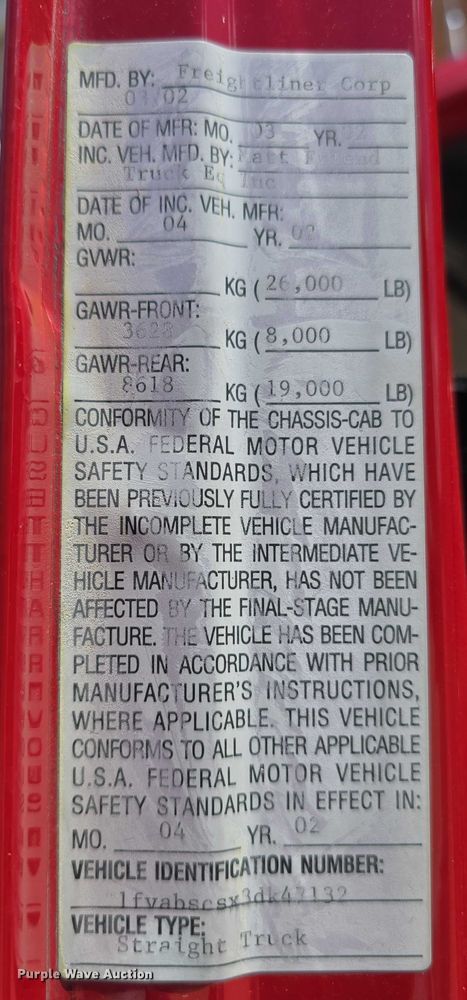 MFD. BY: Freightliner Corp
03/02
DATE OF MFR: MO. 03 YR. 02
INC. VEH. MFD. BY: Matt Friend
Truck Eq Inc
DATE OF INC. VEH. MFR:
MO. 04 YR. 02
GVWR:
KG (26,000 LB)
GAWR-FRONT:
3628 KG (8,000 LB)
GAWR-REAR:
8618 KG (19,000 LB)
CONFORMITY OF THE CHASSIS-CAB TO
U.S.A. FEDERAL MOTOR VEHICLE
SAFETY STANDARDS, WHICH HAVE
BEEN PREVIOUSLY FULLY CERTIFIED BY
THE INCOMPLETE VEHICLE MANUFAC-
TURER OR BY THE INTERMEDIATE VE-
HICLE MANUFACTURER, HAS NOT BEEN
AFFECTED BY THE FINAL-STAGE MANU-
FACTURE. THE VEHICLE HAS BEEN COM-
PLETED IN ACCORDANCE WITH PRIOR
MANUFACTURER'S INSTRUCTIONS,
WHERE APPLICABLE. THIS VEHICLE
CONFORMS TO ALL OTHER APPLICABLE
U.S.A. FEDERAL MOTOR VEHICLE
SAFETY STANDARDS IN EFFECT IN:
MO. 04 YR. 02
VEHICLE IDENTIFICATION NUMBER:
VEHICLE TYPE:
Straight Truck
Purple Wave Auction